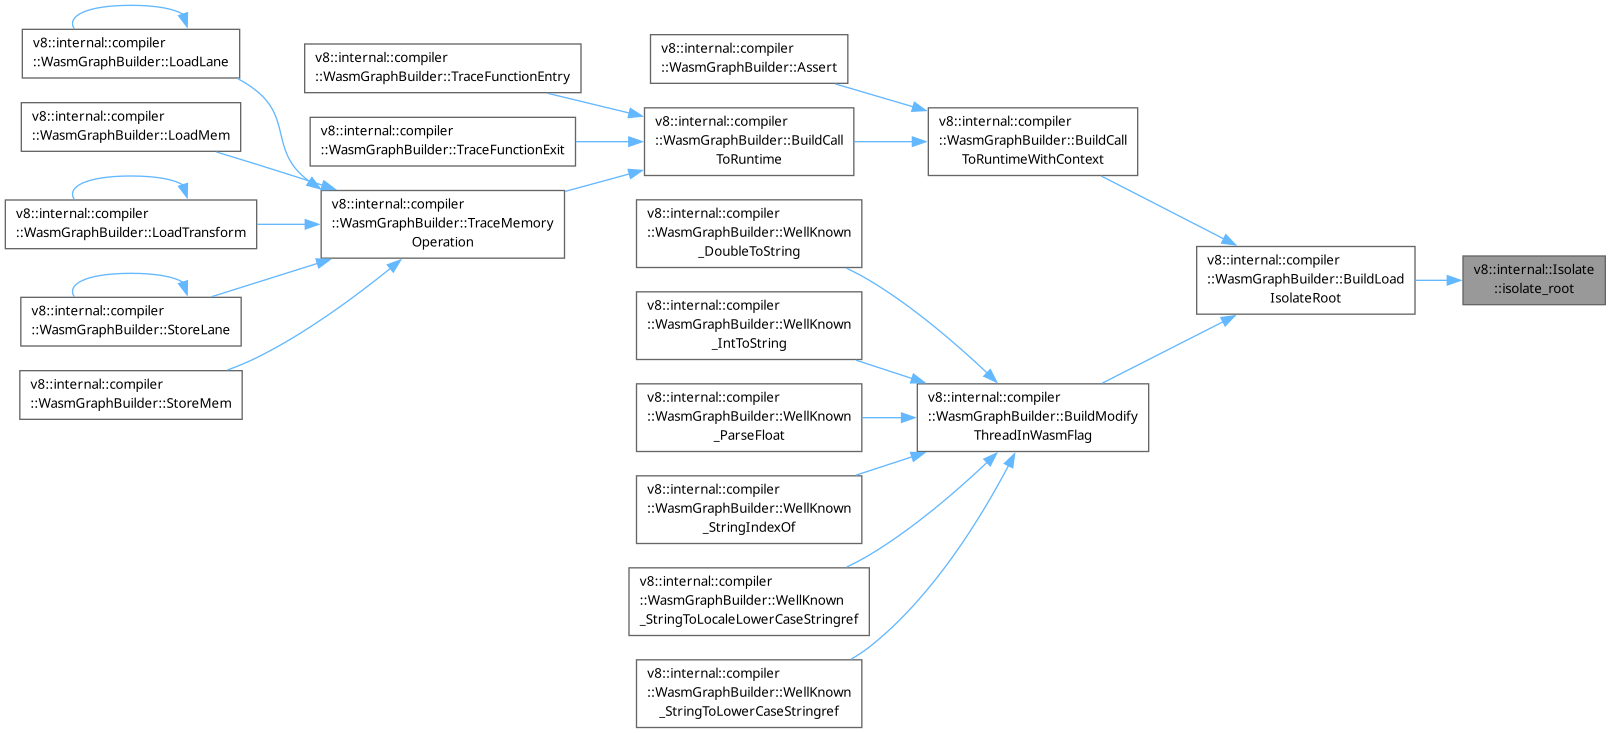 v8::internal::compiler
::WasmGraphBuilder::LoadLane
v8::internal::compiler
::WasmGraphBuilder::LoadMem
v8::internal::compiler
::WasmGraphBuilder::LoadTransform
v8::internal::compiler
::WasmGraphBuilder::StoreLane
v8::internal::compiler
::WasmGraphBuilder::StoreMem
v8::internal::compiler
::WasmGraphBuilder::TraceFunctionEntry
v8::internal::compiler
::WasmGraphBuilder::TraceFunctionExit
v8::internal::compiler
::WasmGraphBuilder::TraceMemory
Operation
v8::internal::compiler
::WasmGraphBuilder::Assert
v8::internal::compiler
::WasmGraphBuilder::BuildCall
ToRuntime
v8::internal::compiler
::WasmGraphBuilder::WellKnown
_DoubleToString
v8::internal::compiler
::WasmGraphBuilder::WellKnown
_IntToString
v8::internal::compiler
::WasmGraphBuilder::WellKnown
_ParseFloat
v8::internal::compiler
::WasmGraphBuilder::WellKnown
_StringIndexOf
v8::internal::compiler
::WasmGraphBuilder::WellKnown
_StringToLocaleLowerCaseStringref
v8::internal::compiler
::WasmGraphBuilder::WellKnown
_StringToLowerCaseStringref
v8::internal::compiler
::WasmGraphBuilder::BuildCall
ToRuntimeWithContext
v8::internal::compiler
::WasmGraphBuilder::BuildModify
ThreadInWasmFlag
v8::internal::compiler
::WasmGraphBuilder::BuildLoad
IsolateRoot
v8::internal::Isolate
::isolate_root